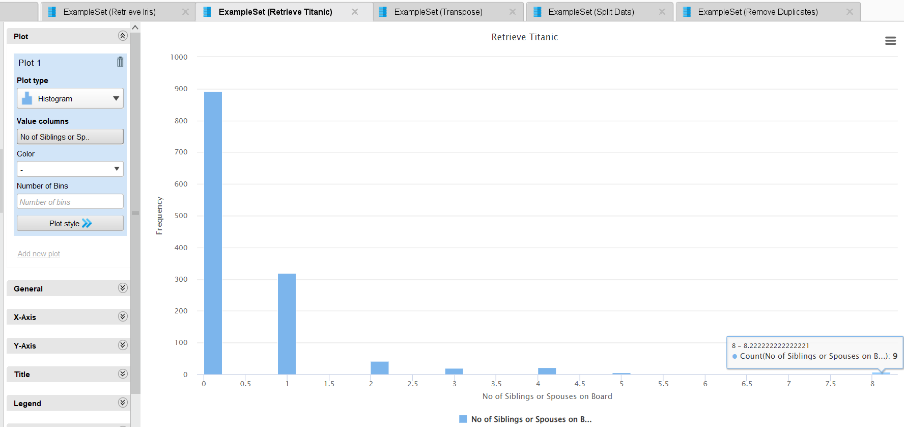 ExampleSet (Retrieve Iris)
ExampleSet (Retrieve Titanic)
ExampleSet (Transpose)
ExampleSet (Split Data)
ExampleSet (Remove Duplicates)
Plot
Plot 1
Plot type
Histogram
Value columns
No of Siblings or Sp..
Color
-
Number of Bins
Number of bins
Plot style
Add new plot
General
X-Axis
Y-Axis
Title
Legend
Retrieve Titanic
1000
900
800
700
600
500
400
300
200
100
0
Frequency
0 0.5 1 1.5 2 2.5 3 3.5 4 4.5 5 5.5 6 6.5 7 7.5 8
No of Siblings or Spouses on Board
8 – 8.222222222222221
Count(No of Siblings or Spouses on B...): 9
No of Siblings or Spouses on B...